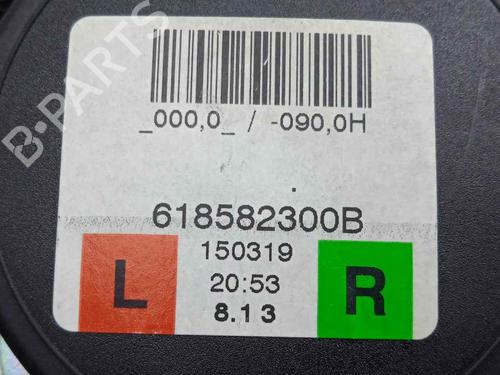 B-PARTS
_000,0_ / -090,0H
618582300B
150319
L
20:53
R
8.13